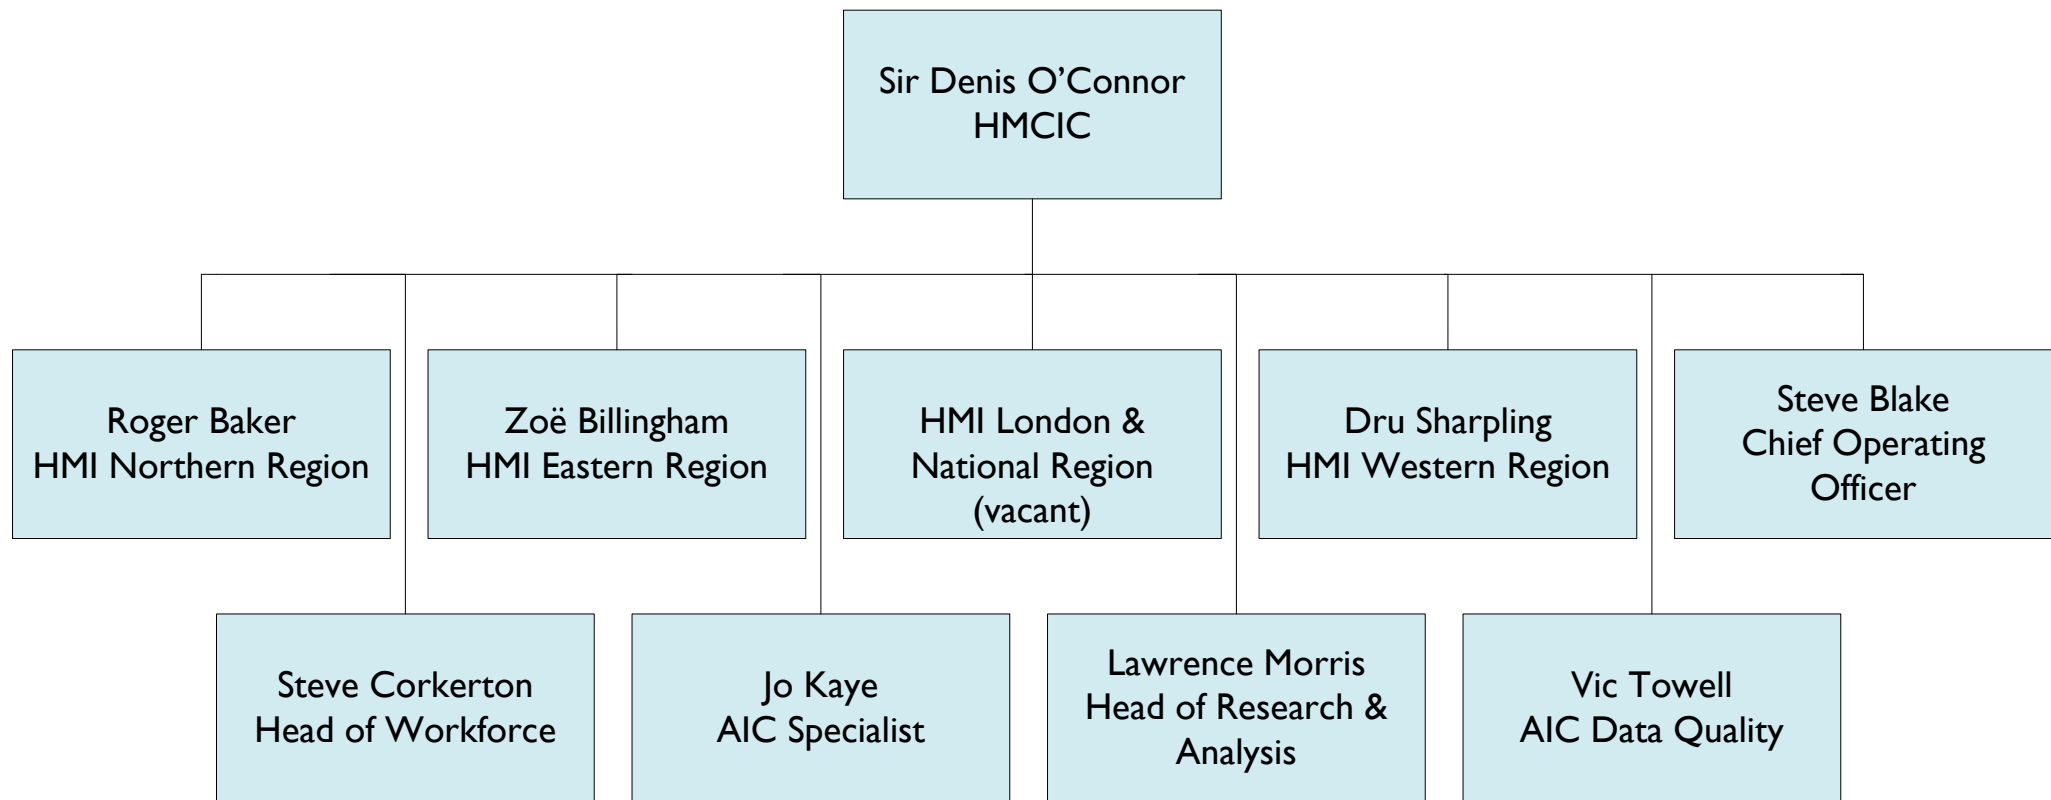 Sir Denis O’Connor
HMCIC
Roger Baker
HMI Northern Region
Zoë Billingham
HMI Eastern Region
HMI London &
National Region
(vacant)
Dru Sharpling
HMI Western Region
Steve Blake
Chief Operating
Officer
Steve Corkerton
Head of Workforce
Jo Kaye
AIC Specialist
Lawrence Morris
Head of Research &
Analysis
Vic Towell
AIC Data Quality